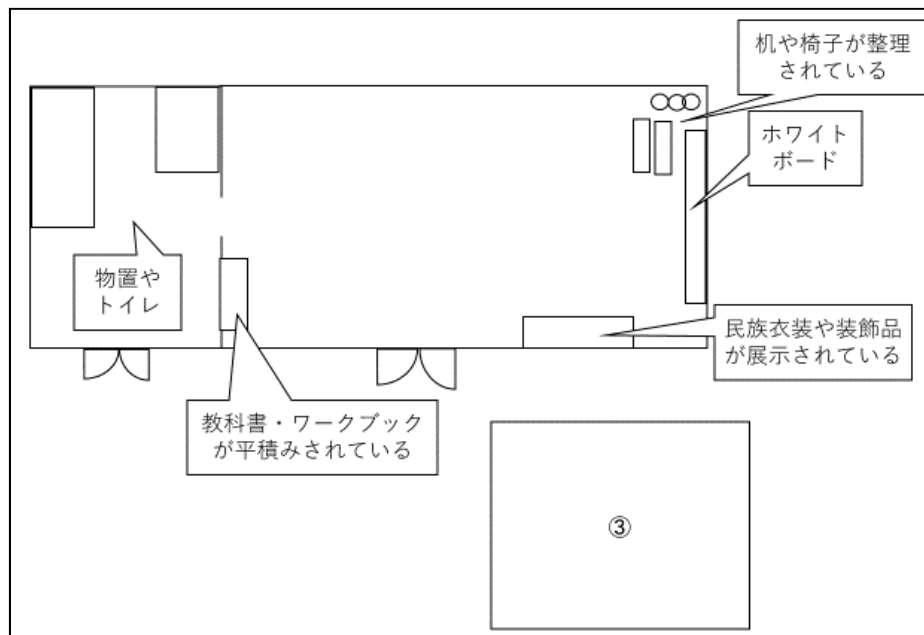 机や椅子が整理
されている
ホワイト
ボード
物置や
トイレ
民族衣装や装飾品
が展示されている
教科書・ワークブック
が平積みされている
③